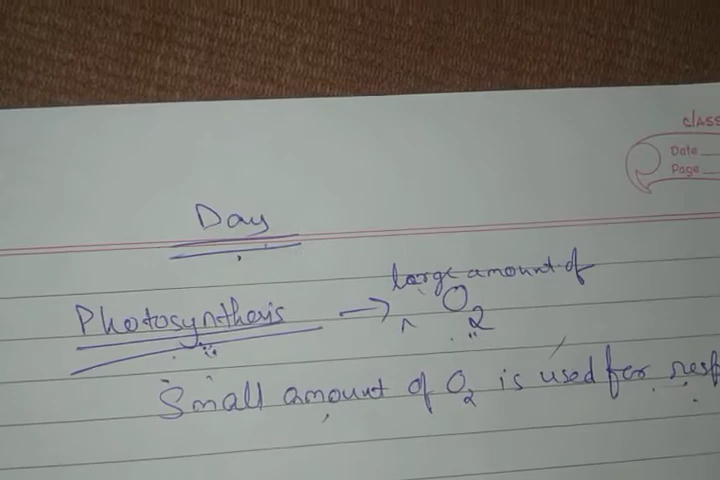 CLASS
Date
Page
Day
large amount of
Photosynthesis → ^ O₂
Small amount of O₂ is used for resp